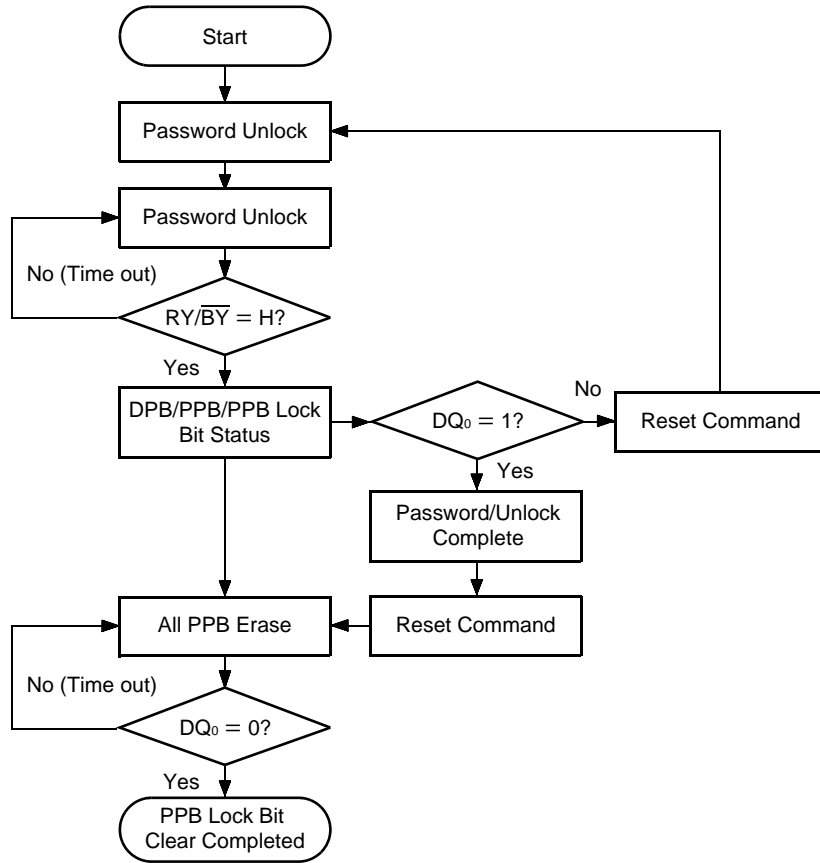 Start
Password Unlock
Password Unlock
No (Time out)
RY/B̅Y̅ = H?
Yes
DPB/PPB/PPB Lock
Bit Status
DQ₀ = 1?
No
Reset Command
Yes
Password/Unlock
Complete
All PPB Erase
Reset Command
No (Time out)
DQ₀ = 0?
Yes
PPB Lock Bit
Clear Completed